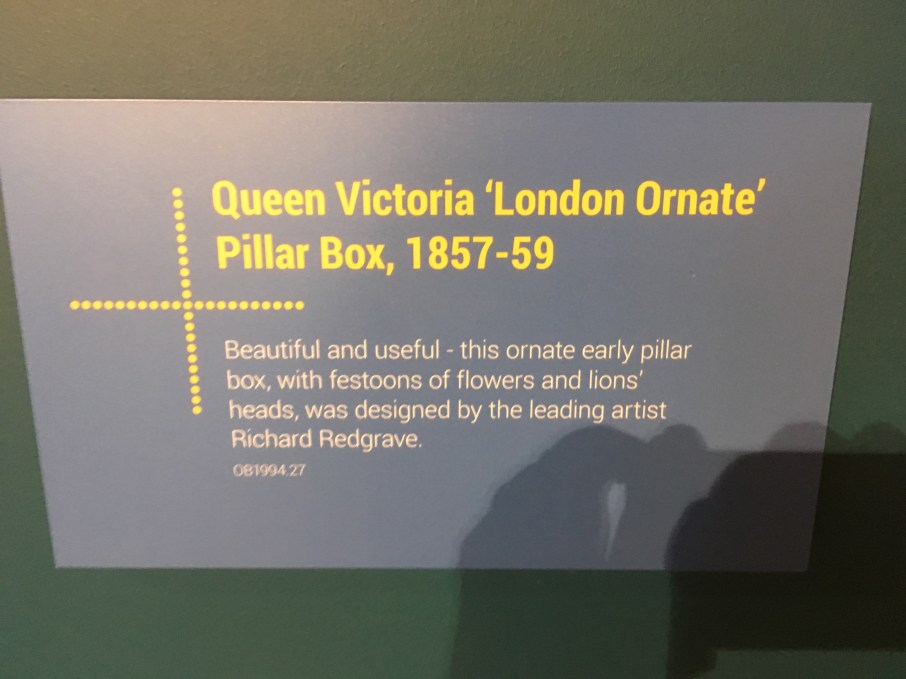 Queen Victoria ‘London Ornate’
Pillar Box, 1857-59
Beautiful and useful - this ornate early pillar
box, with festoons of flowers and lions’
heads, was designed by the leading artist
Richard Redgrave.
OB1994.27